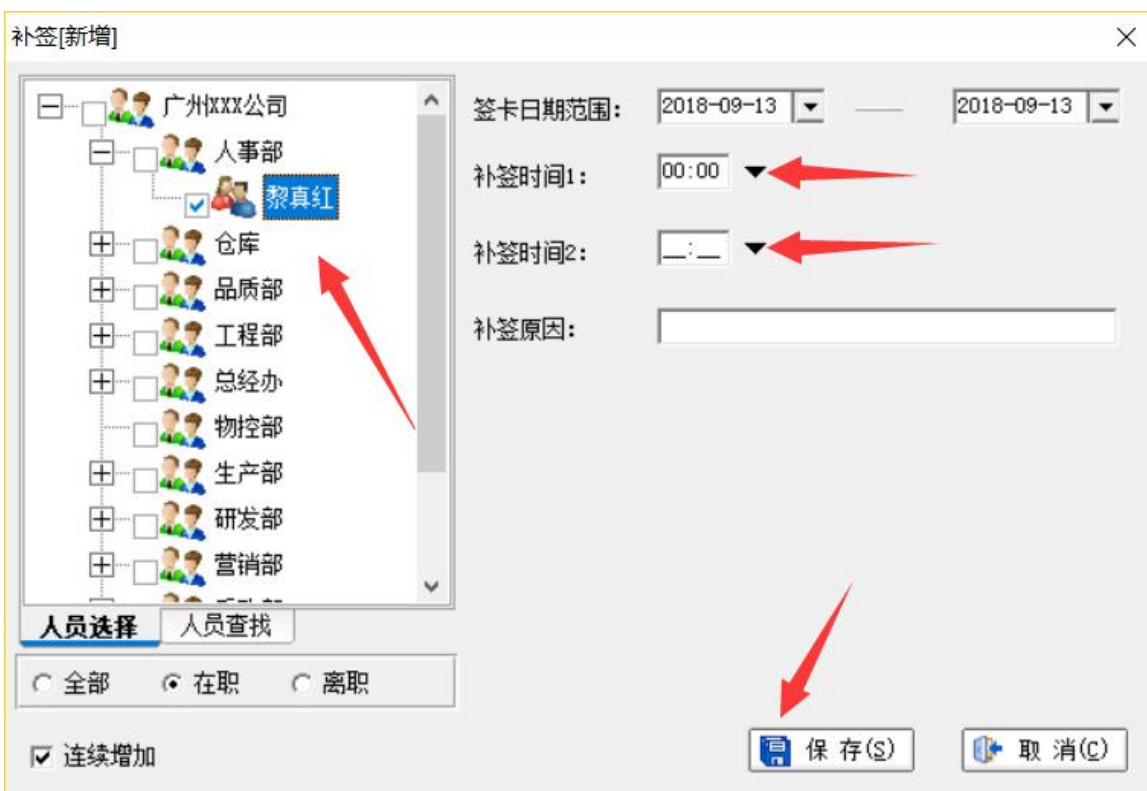 补签[新增]
广州XXX公司
人事部
黎真红
仓库
品质部
工程部
总经办
物控部
生产部
研发部
营销部
人员选择 人员查找
全部 在职 离职
连续增加
签卡日期范围: 2018-09-13 2018-09-13
补签时间1: 00:00
补签时间2: __:__
补签原因:
保 存(S) 取 消(C)